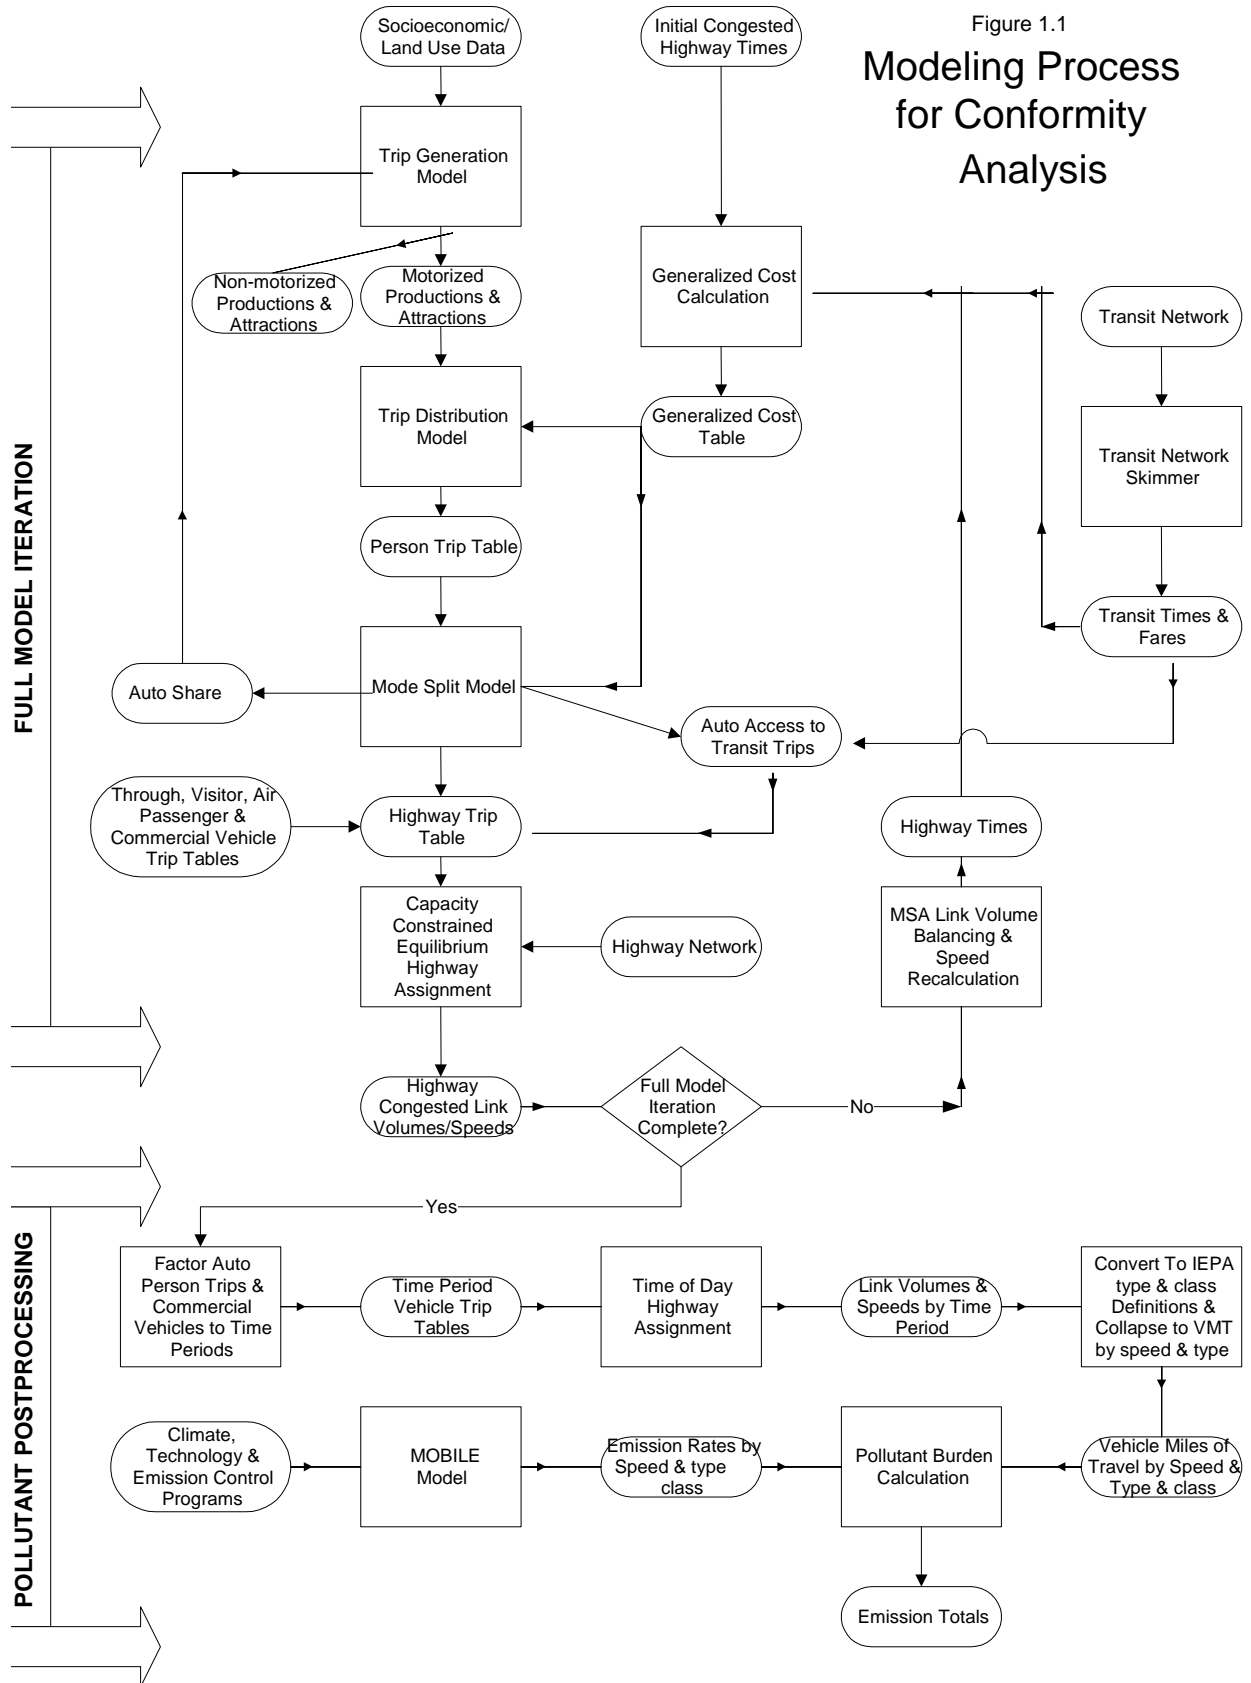 Figure 1.1
Modeling Process
for Conformity
Analysis
Socioeconomic/
Land Use Data
Initial Congested
Highway Times
Trip Generation
Model
Non-motorized
Productions &
Attractions
Motorized
Productions &
Attractions
Generalized Cost
Calculation
Transit Network
Trip Distribution
Model
Generalized Cost
Table
Transit Network
Skimmer
FULL MODEL ITERATION
Person Trip Table
Transit Times &
Fares
Auto Share
Mode Split Model
Auto Access to
Transit Trips
Through, Visitor, Air
Passenger &
Commercial Vehicle
Trip Tables
Highway Trip
Table
Highway Times
Capacity
Constrained
Equilibrium
Highway
Assignment
Highway Network
MSA Link Volume
Balancing &
Speed
Recalculation
Highway
Congested Link
Volumes/Speeds
Full Model
Iteration
Complete?
No
Yes
POLLUTANT POSTPROCESSING
Factor Auto
Person Trips &
Commercial
Vehicles to Time
Periods
Time Period
Vehicle Trip
Tables
Time of Day
Highway
Assignment
Link Volumes &
Speeds by Time
Period
Convert To IEPA
type & class
Definitions &
Collapse to VMT
by speed & type
Climate,
Technology &
Emission Control
Programs
MOBILE
Model
Emission Rates by
Speed & type
class
Pollutant Burden
Calculation
Vehicle Miles of
Travel by Speed &
Type & class
Emission Totals